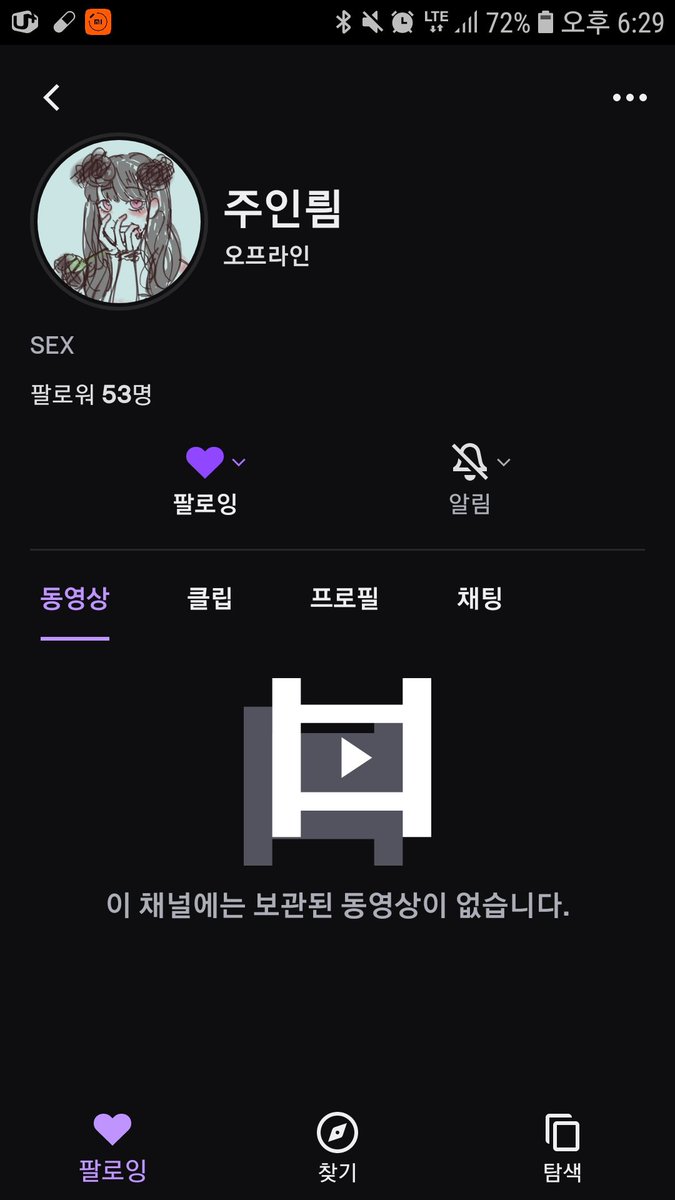 LTE 72% 오후 6:29
주인림
오프라인
SEX
팔로워 53명
팔로잉 알림
동영상 클립 프로필 채팅
이 채널에는 보관된 동영상이 없습니다.
팔로잉 찾기 탐색